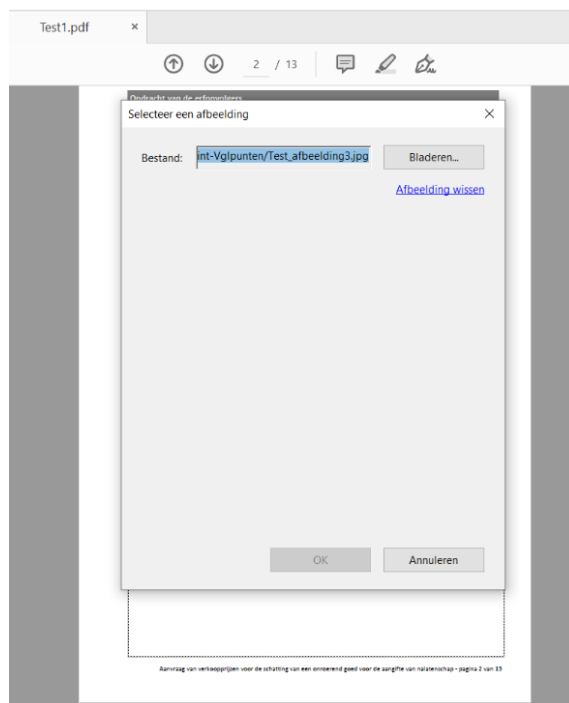 Test1.pdf ×
2 / 13
Opdracht van de erfopvolgers
Selecteer een afbeelding
Bestand: int-Vglpunten/Test_afbeelding3.jpg Bladeren...
Afbeelding wissen
OK Annuleren
Aanvraag van verkoopprijzen voor de schatting van een onroerend goed voor de aangifte van nalatenschap - pagina 2 van 13